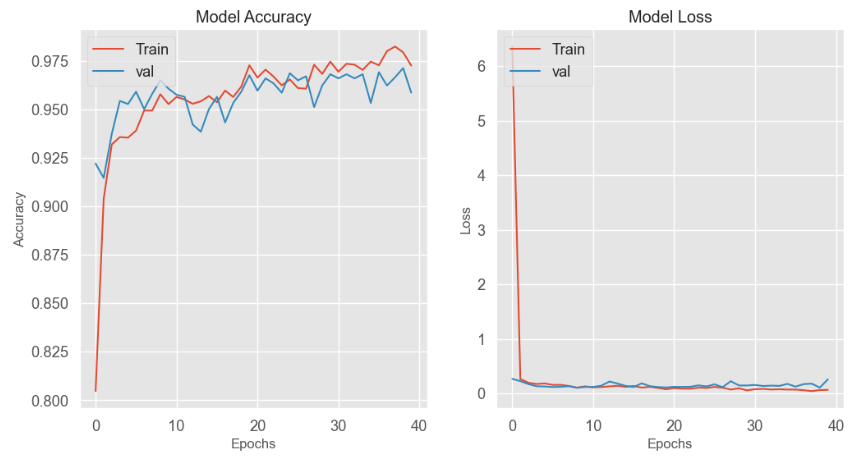 Model Accuracy
Train
val
0.975
0.950
0.925
0.900
0.875
0.850
0.825
0.800
Accuracy
0
10
20
30
40
Epochs
Model Loss
Train
val
6
5
4
3
2
1
0
Loss
0
10
20
30
40
Epochs